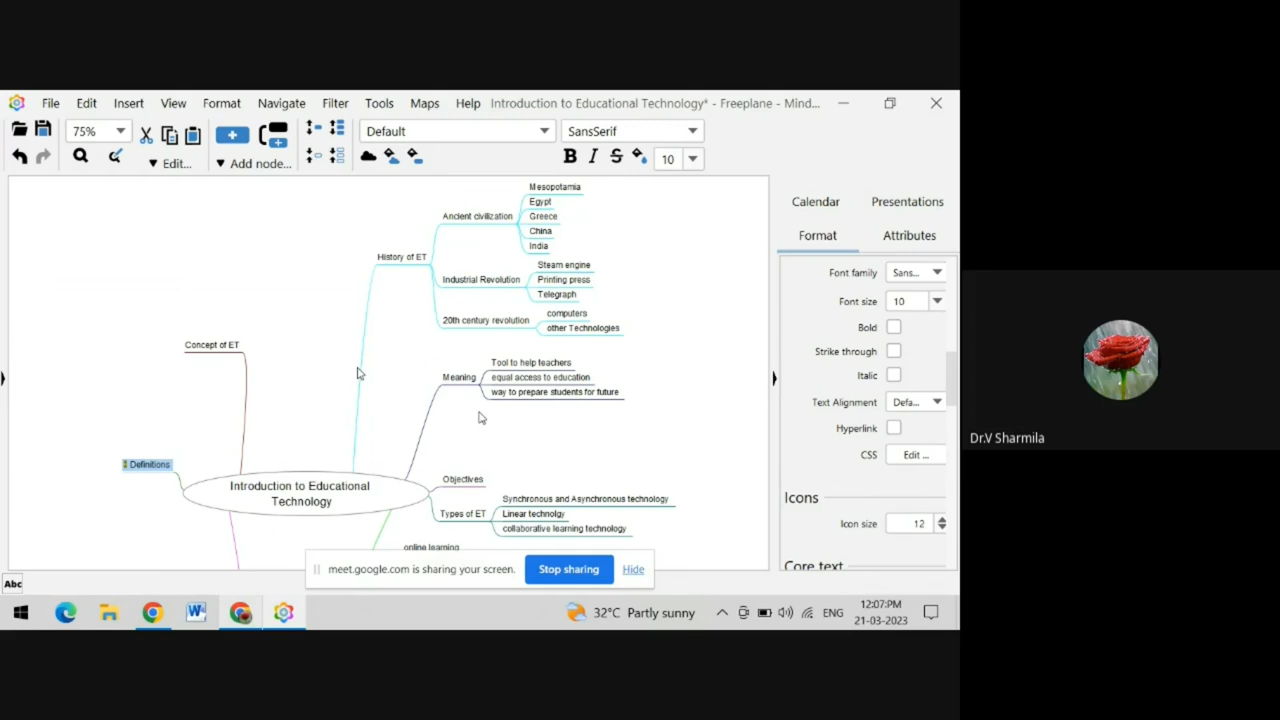 File Edit Insert View Format Navigate Filter Tools Maps Help Introduction to Educational Technology* - Freeplane - Mind...
75% Default SansSerif
Edit... Add node... 10
Mesopotamia
Egypt
Ancient civilization Greece
China
India
History of ET
Steam engine
Industrial Revolution Printing press
Telegraph
20th century revolution computers
other Technologies
Concept of ET
Meaning Tool to help teachers
equal access to education
way to prepare students for future
Definitions
Introduction to Educational
Technology
Objectives
Types of ET Synchronous and Asynchronous technology
Linear technolgy
collaborative learning technology
online learning
Calendar Presentations
Format Attributes
Font family Sans...
Font size 10
Bold
Strike through
Italic
Text Alignment Defa...
Hyperlink
CSS Edit ...
Icons
Icon size 12
Core text
meet.google.com is sharing your screen. Stop sharing Hide
Abc
32°C Partly sunny ENG 12:07:PM
21-03-2023
Dr.V Sharmila